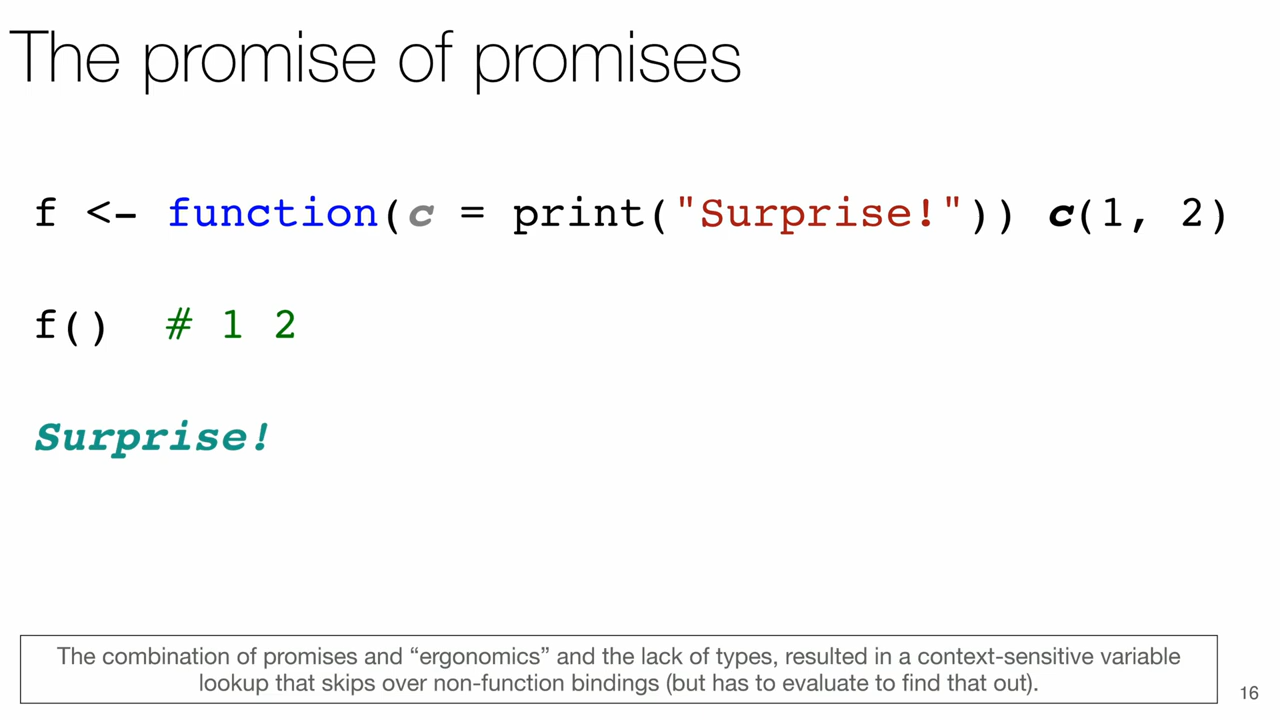 The promise of promises
f <- function(c = print("Surprise!")) c(1, 2)
f() # 1 2
Surprise!
The combination of promises and “ergonomics” and the lack of types, resulted in a context-sensitive variable
lookup that skips over non-function bindings (but has to evaluate to find that out).
16